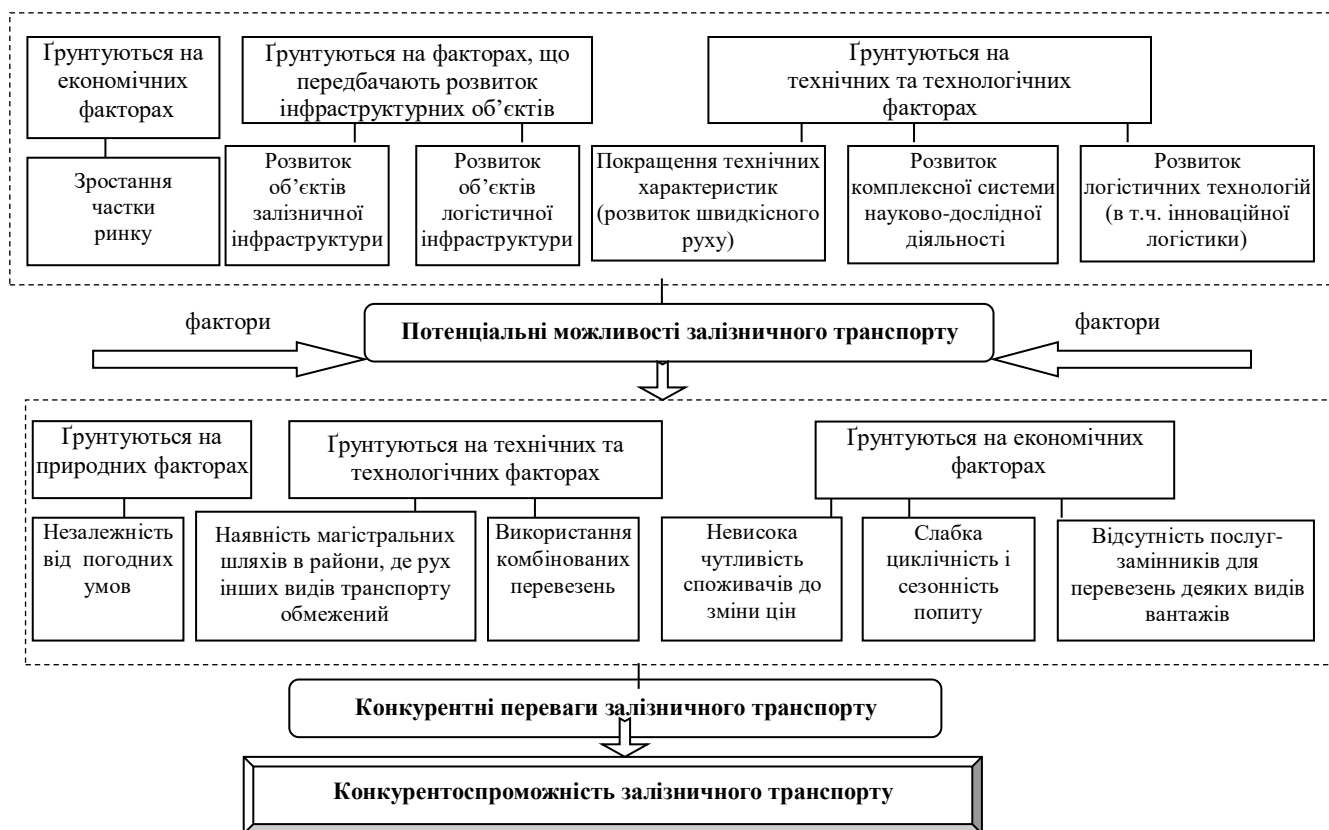 Ґрунтуються на
економічних
факторах
Ґрунтуються на факторах, що
передбачають розвиток
інфраструктурних об’єктів
Ґрунтуються на
технічних та технологічних
факторах
Зростання
частки
ринку
Розвиток
об’єктів
залізничної
інфраструктури
Розвиток
об’єктів
логістичної
інфраструктури
Покращення технічних
характеристик
(розвиток швидкісного
руху)
Розвиток
комплексної системи
науково-дослідної
діяльності
Розвиток
логістичних технологій
(в т.ч. інноваційної
логістики)
фактори
Потенціальні можливості залізничного транспорту
фактори
Ґрунтуються на
природних факторах
Ґрунтуються на технічних та
технологічних факторах
Ґрунтуються на економічних
факторах
Незалежність
від погодних
умов
Наявність магістральних
шляхів в райони, де рух
інших видів транспорту
обмежений
Використання
комбінованих
перевезень
Невисока
чутливість
споживачів до
зміни цін
Слабка
циклічність і
сезонність
попиту
Відсутність послуг-
замінників для
перевезень деяких видів
вантажів
Конкурентні переваги залізничного транспорту
Конкурентоспроможність залізничного транспорту